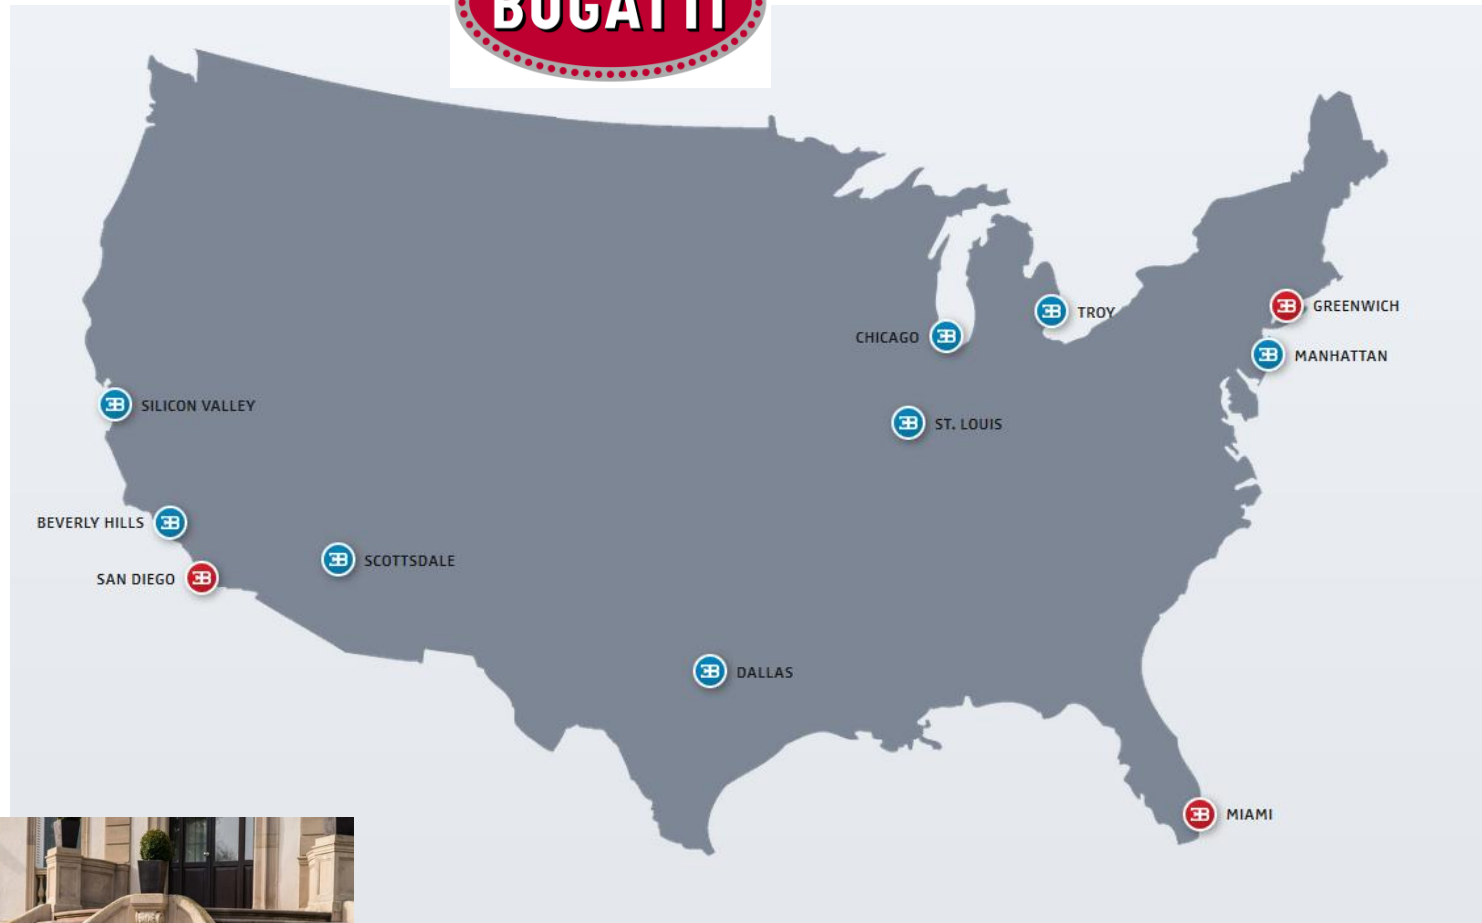 BUGATTI
TROY
GREENWICH
CHICAGO
MANHATTAN
SILICON VALLEY
ST. LOUIS
BEVERLY HILLS
SCOTTSDALE
SAN DIEGO
DALLAS
MIAMI